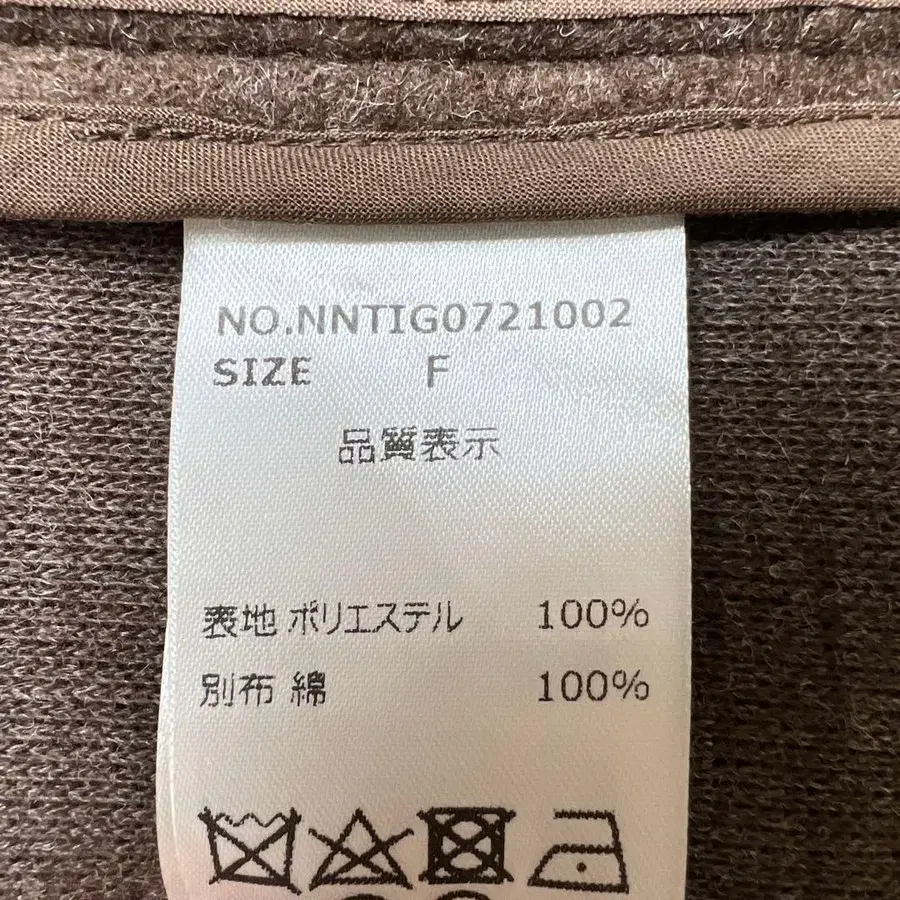 NO.NNTIG0721002
SIZE F
品質表示
表地 ポリエステル 100%
別布 綿 100%